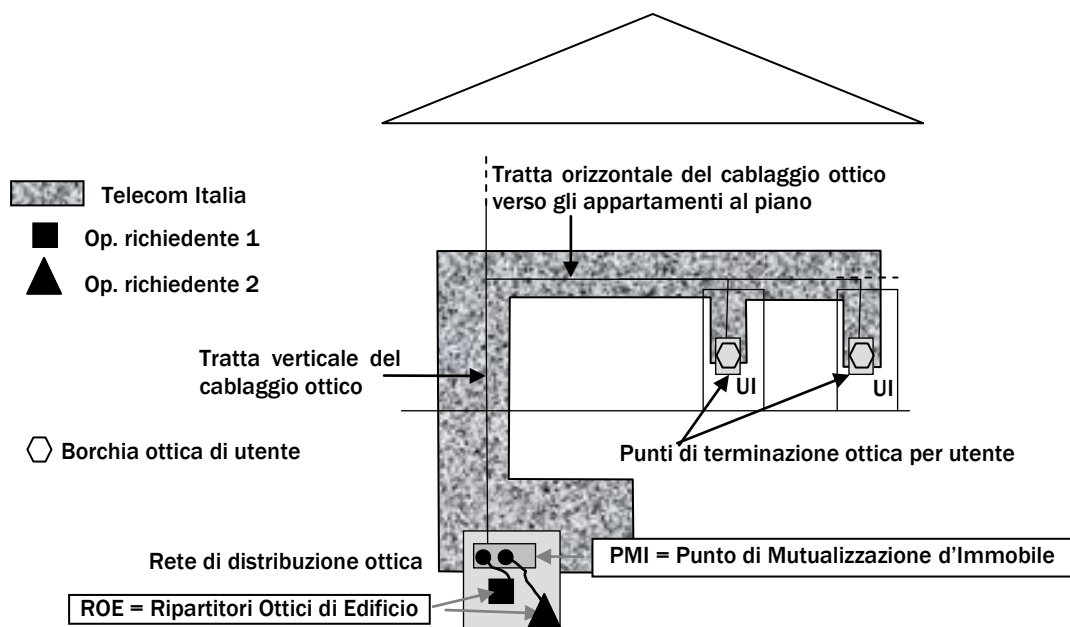 Tratta orizzontale del cablaggio ottico
verso gli appartamenti al piano
Telecom Italia
Op. richiedente 1
Op. richiedente 2
Tratta verticale del
cablaggio ottico
UI
UI
Borchia ottica di utente
Punti di terminazione ottica per utente
Rete di distribuzione ottica
PMI = Punto di Mutualizzazione d'Immobile
ROE = Ripartitori Ottici di Edificio